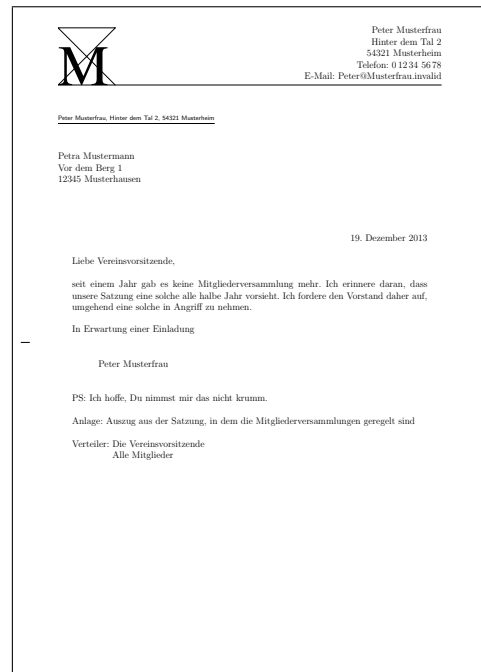 M
Peter Musterfrau
Hinter dem Tal 2
54321 Musterheim
Telefon: 0 12 34 56 78
E-Mail: Peter@Musterfrau.invalid
Peter Musterfrau, Hinter dem Tal 2, 54321 Musterheim
Petra Mustermann
Vor dem Berg 1
12345 Musterhausen
19. Dezember 2013
Liebe Vereinsvorsitzende,
seit einem Jahr gab es keine Mitgliederversammlung mehr. Ich erinnere daran, dass
unsere Satzung eine solche alle halbe Jahr vorsieht. Ich fordere den Vorstand daher auf,
umgehend eine solche in Angriff zu nehmen.
In Erwartung einer Einladung
Peter Musterfrau
PS: Ich hoffe, Du nimmst mir das nicht krumm.
Anlage: Auszug aus der Satzung, in dem die Mitgliederversammlungen geregelt sind
Verteiler: Die Vereinsvorsitzende
Alle Mitglieder